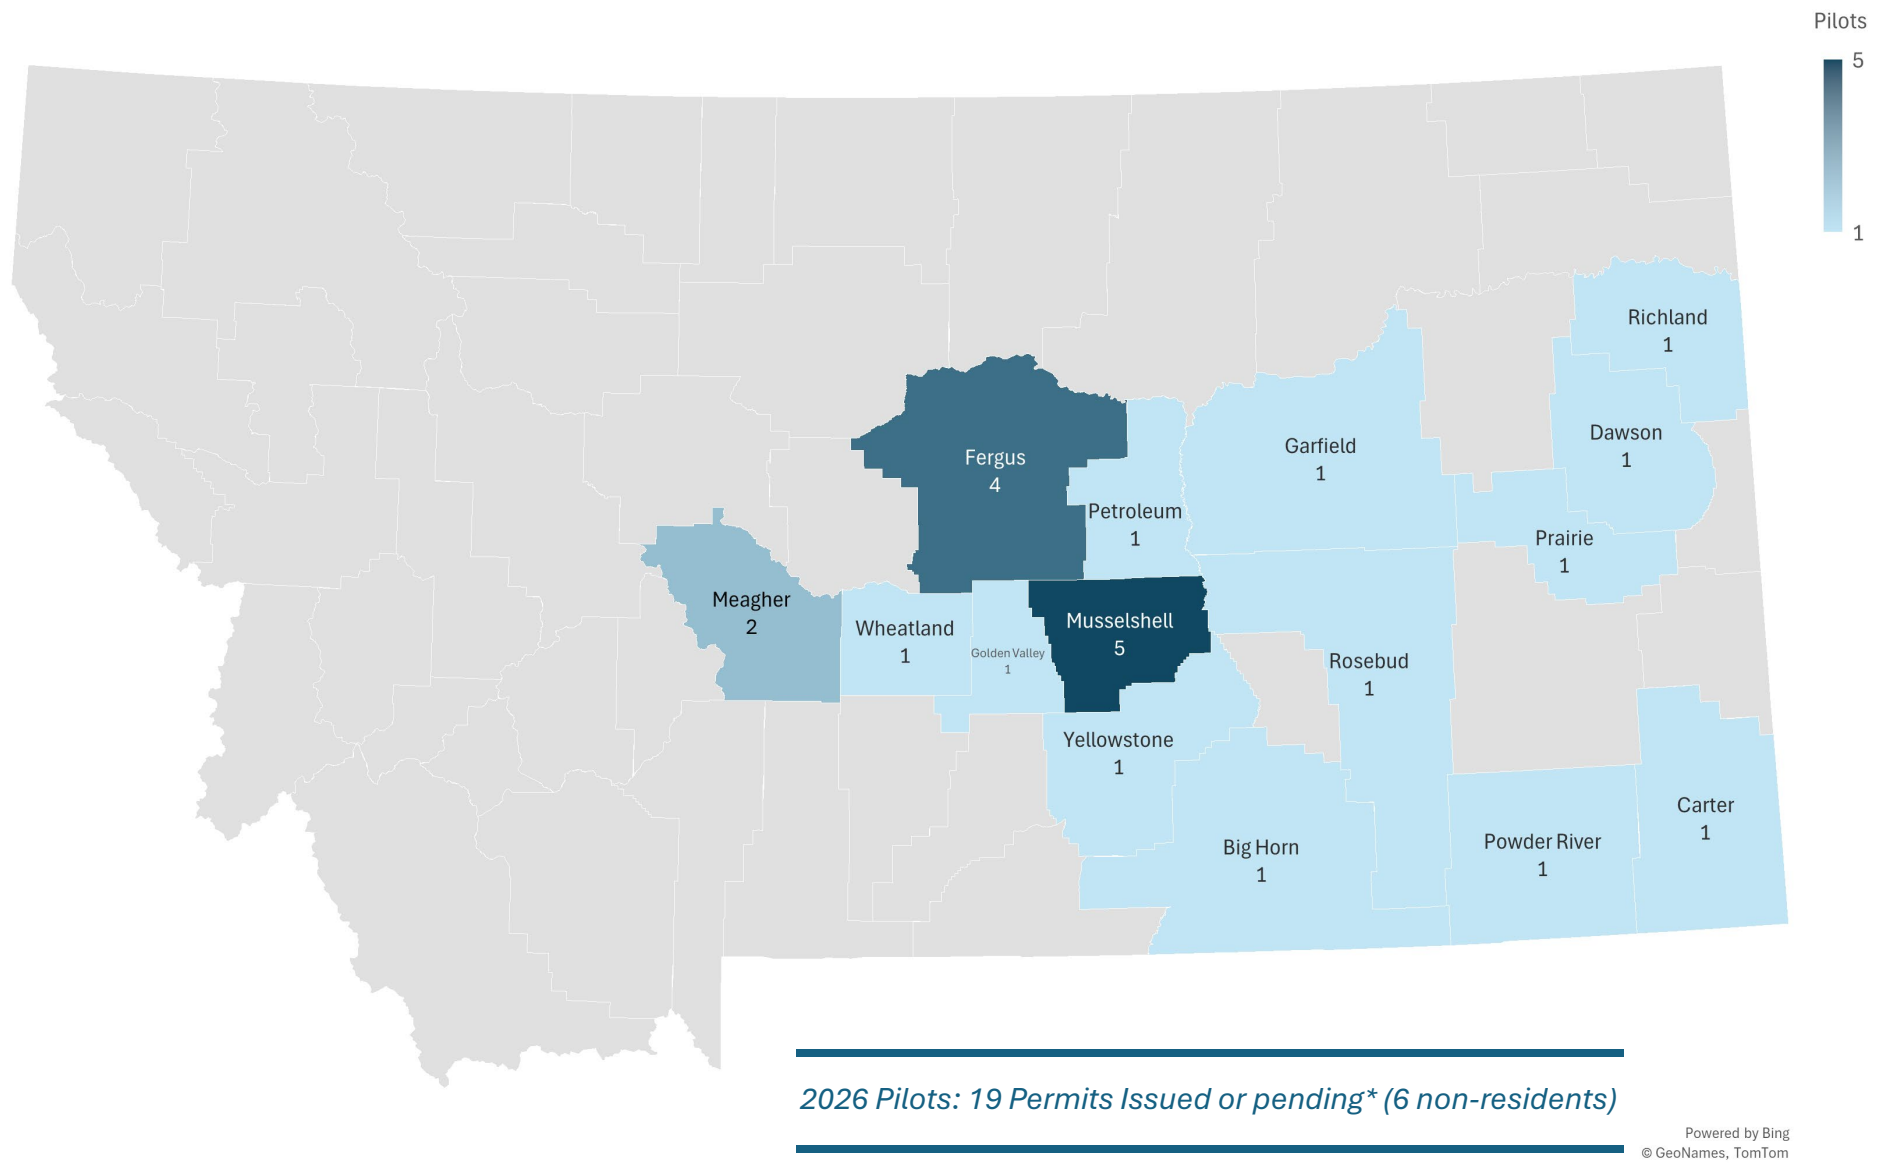 Pilots
5
1
Richland
1
Dawson
1
Garfield
1
Fergus
4
Petroleum
1
Prairie
1
Meagher
2
Wheatland
1
Golden Valley
1
Musselshell
5
Rosebud
1
Yellowstone
1
Big Horn
1
Powder River
1
Carter
1
2026 Pilots: 19 Permits Issued or pending* (6 non-residents)
Powered by Bing
© GeoNames, TomTom